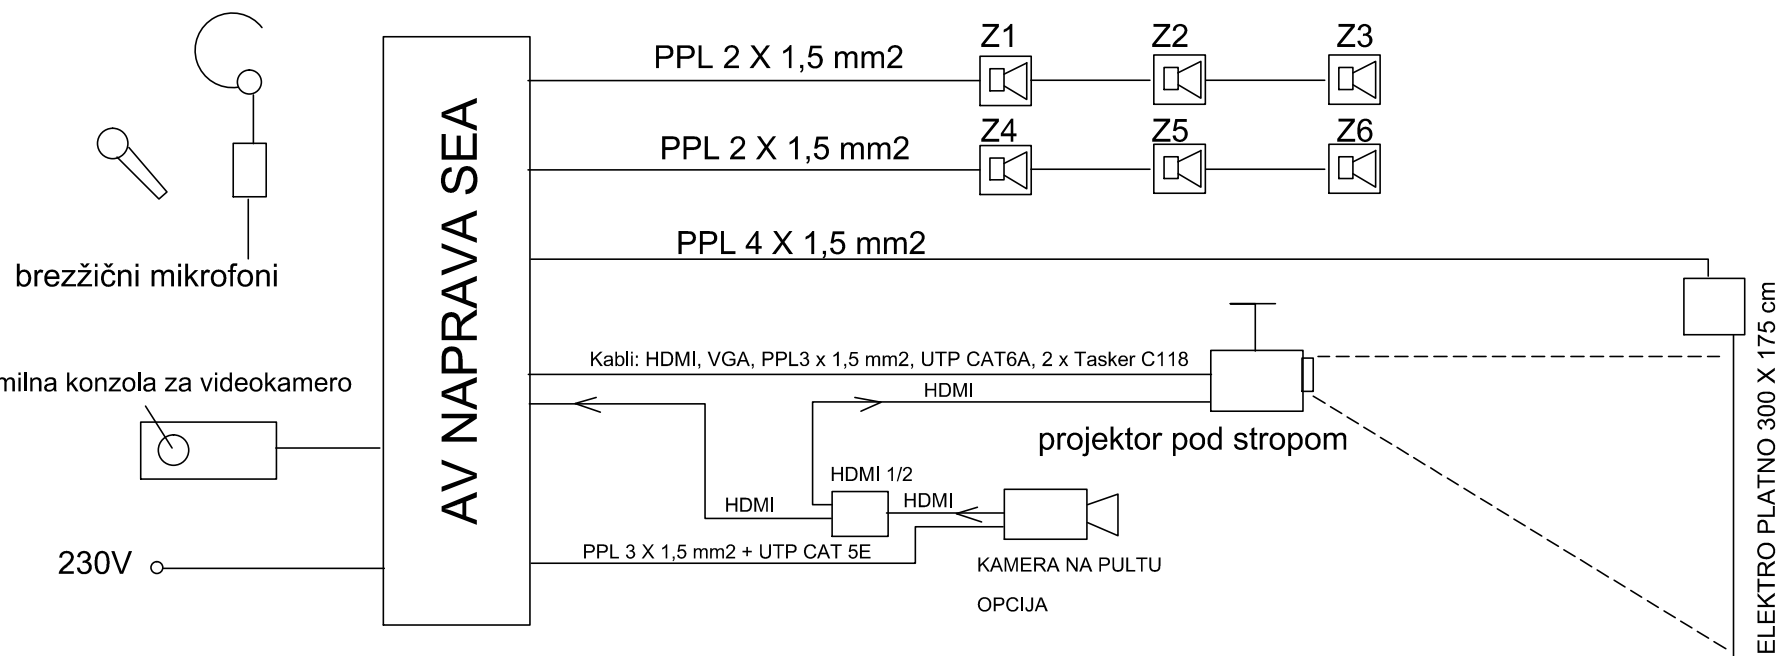 Z1
Z2
Z3
PPL 2 X 1,5 mm2
Z4
Z5
Z6
PPL 2 X 1,5 mm2
AV NAPRAVA SEA
PPL 4 X 1,5 mm2
brezžični mikrofoni
ELEKTRO PLATNO 300 X 175 cm
Kabli: HDMI, VGA, PPL3 x 1,5 mm2, UTP CAT6A, 2 x Tasker C118
milna konzola za videokamero
HDMI
projektor pod stropom
HDMI 1/2
HDMI
HDMI
230V
PPL 3 X 1,5 mm2 + UTP CAT 5E
KAMERA NA PULTU
OPCIJA